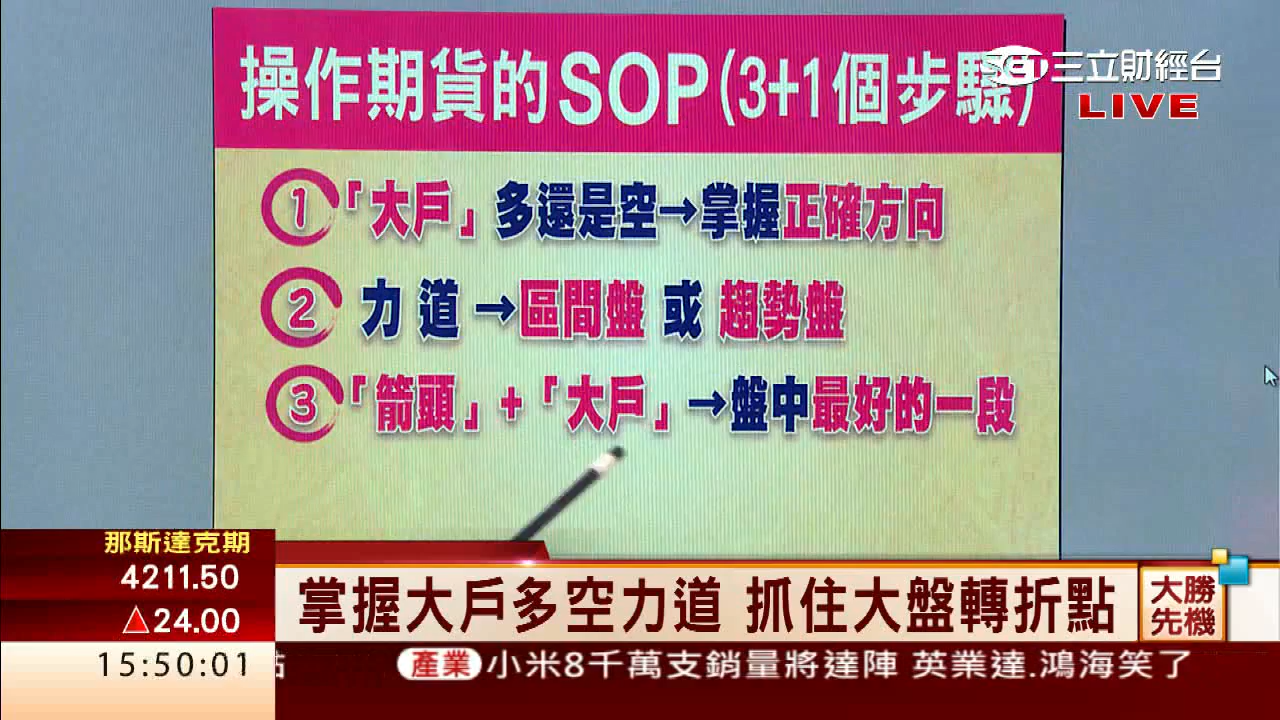 操作期貨的SOP(3+1個步驟)
三立財經台
LIVE
1「大戶」多還是空→掌握正確方向
2 力道→區間盤 或 趨勢盤
3「箭頭」+「大戶」→盤中最好的一段
那斯達克期
4211.50
△24.00
掌握大戶多空力道 抓住大盤轉折點
大勝
先機
15:50:01
產業 小米8千萬支銷量將達陣 英業達.鴻海笑了